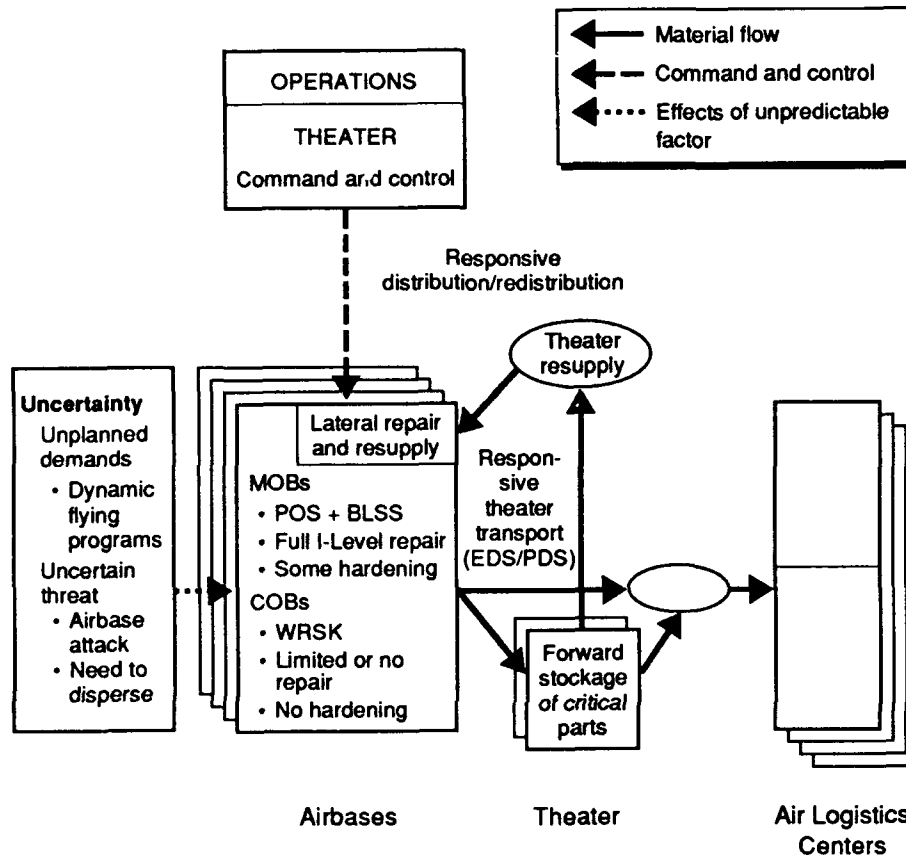 OPERATIONS
THEATER
Command and control
Material flow
Command and control
Effects of unpredictable
factor
Responsive
distribution/redistribution
Theater
resupply
Uncertainty
Unplanned
demands
• Dynamic
flying
programs
Uncertain
threat
• Airbase
attack
• Need to
disperse
Lateral repair
and resupply
MOBs
• POS + BLSS
• Full I-Level repair
• Some hardening
COBs
• WRSK
• Limited or no
repair
• No hardening
Respon-
sive
theater
transport
(EDS/PDS)
Forward
stockage
of critical
parts
Airbases
Theater
Air Logistics
Centers